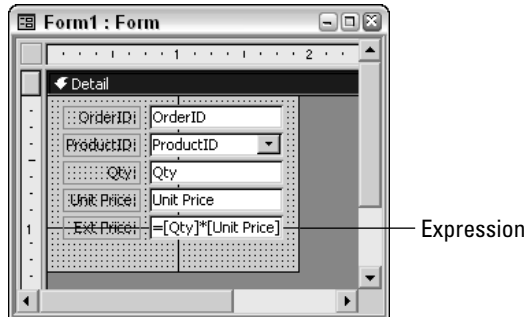 Form1 : Form
1 2
Detail
OrderID: OrderID
ProductID: ProductID
Qty: Qty
Unit Price: Unit Price
1
Ext Price: =[Qty]*[Unit Price]
Expression